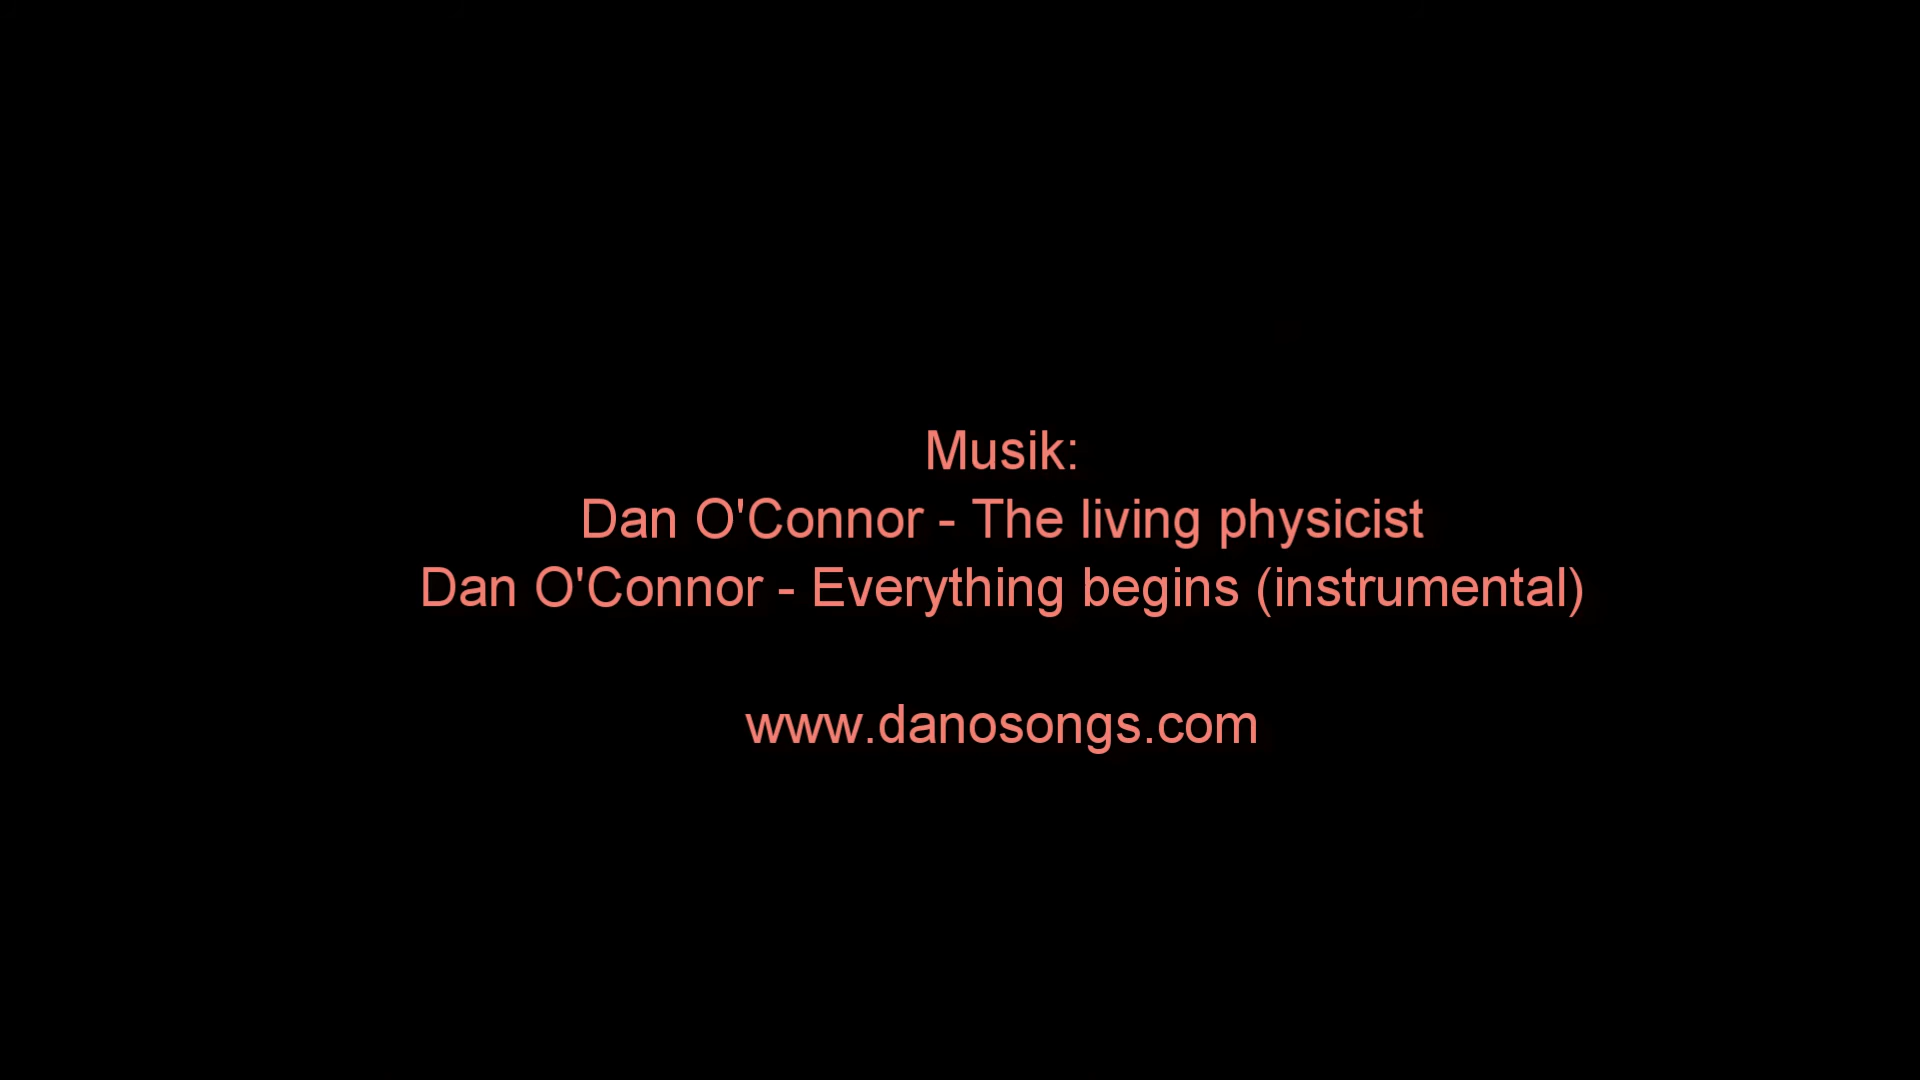 Musik:
Dan O'Connor - The living physicist
Dan O'Connor - Everything begins (instrumental)
www.danosongs.com